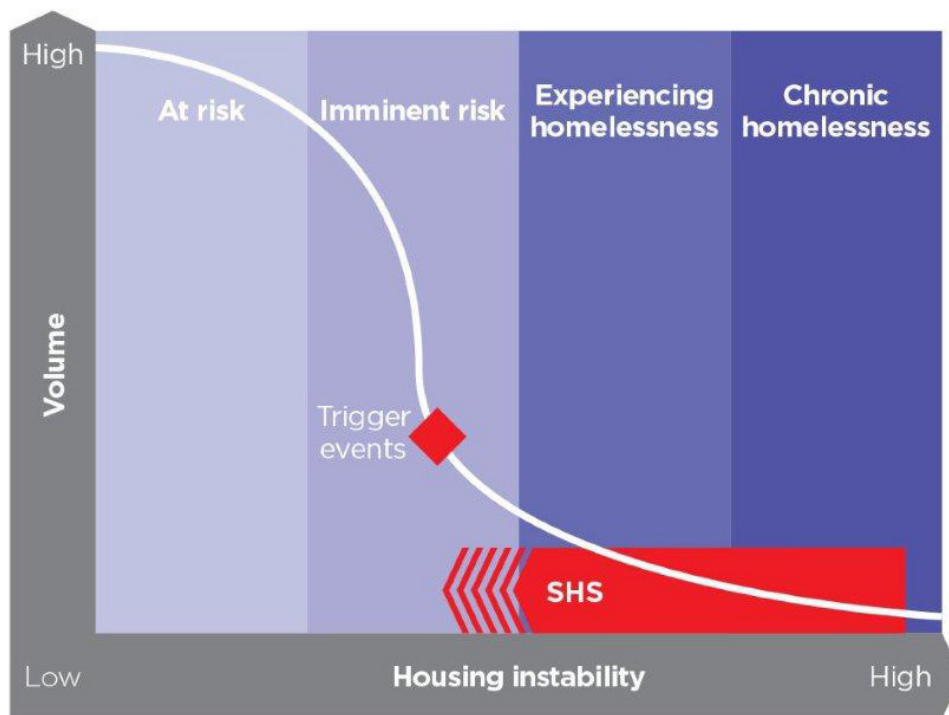 High
At risk
Imminent risk
Experiencing
homelessness
Chronic
homelessness
Volume
Trigger
events
SHS
Low
Housing instability
High